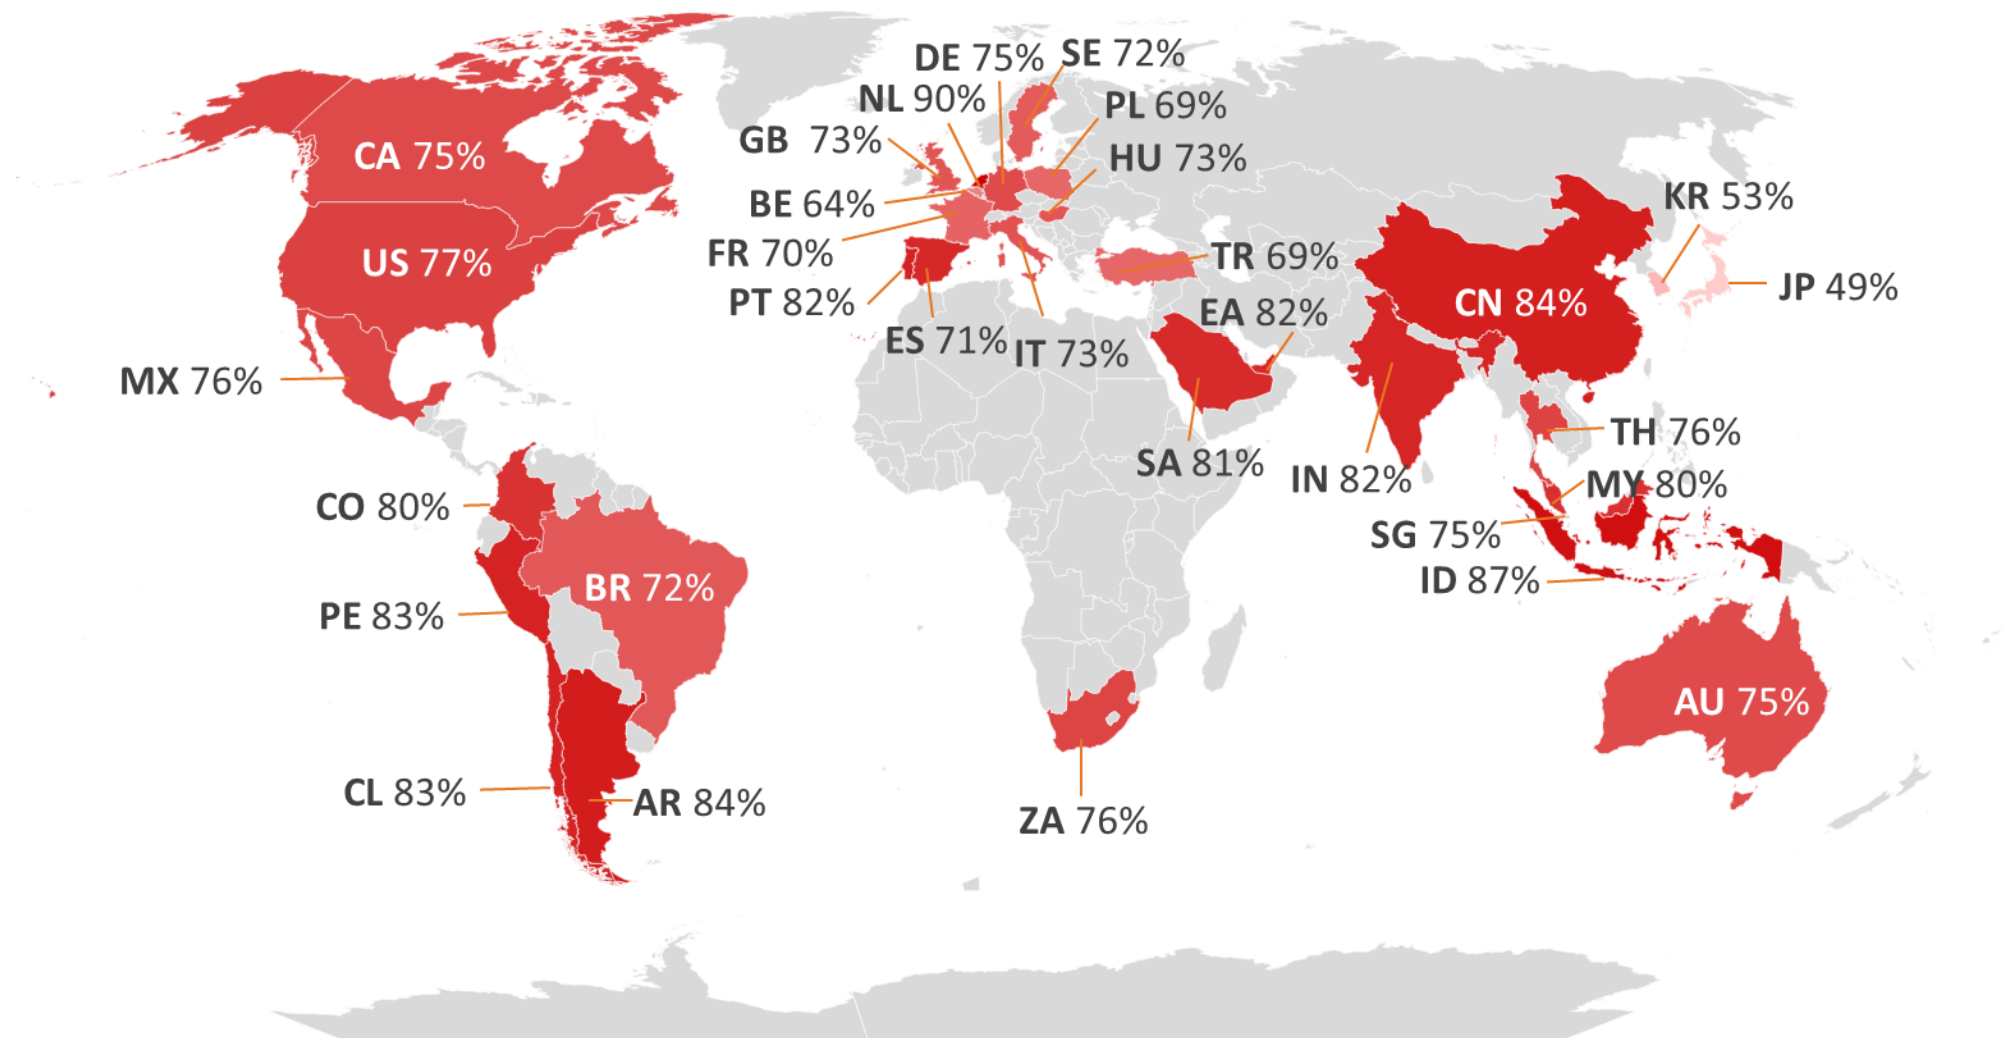 DE 75%
SE 72%
NL 90%
PL 69%
GB 73%
HU 73%
CA 75%
BE 64%
KR 53%
FR 70%
US 77%
TR 69%
JP 49%
PT 82%
EA 82%
CN 84%
ES 71%
IT 73%
MX 76%
TH 76%
SA 81%
IN 82%
MY 80%
CO 80%
SG 75%
ID 87%
BR 72%
PE 83%
AU 75%
CL 83%
AR 84%
ZA 76%